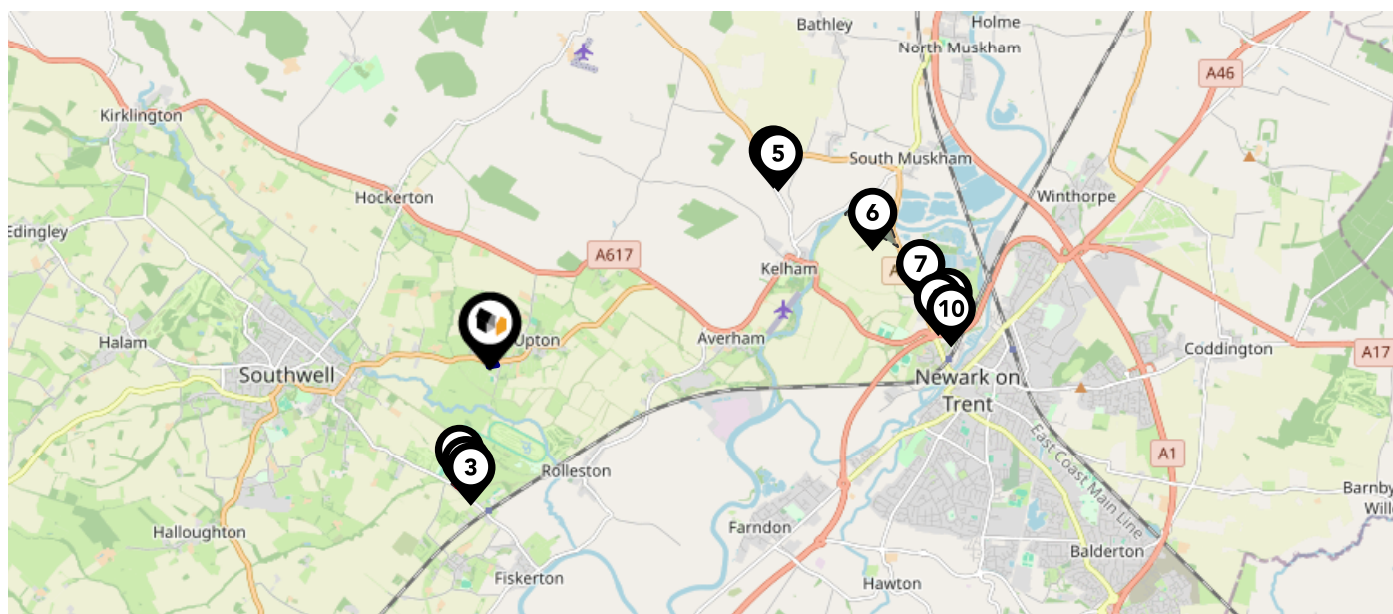 Bathley
Holme
North Muskham
A46
Kirklington
5
South Muskham
Hockerton
Winthorpe
6
Edingley
A617
7
Kelham
A
10
Upton
Averham
Halam
Coddington
A17
Southwell
Newark on
Trent
East Coast Main Line
A1
3
Rolleston
Barnby
Farndon
Halloughton
Balderton
Fiskerton
Hawton